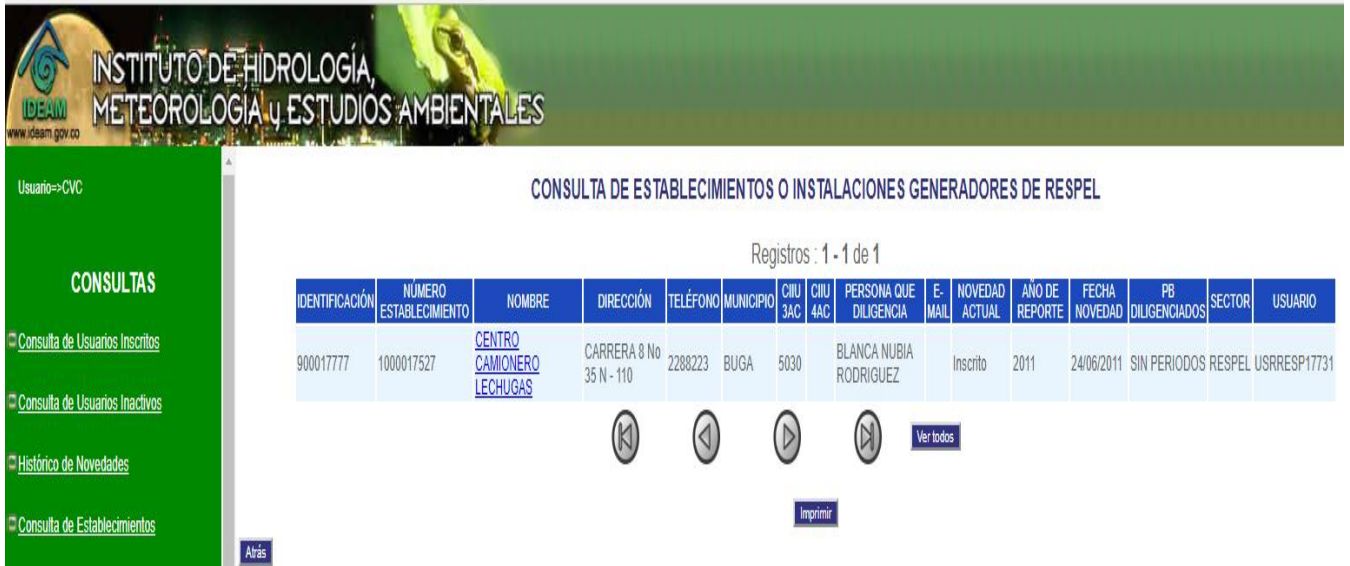 INSTITUTO DE HIDROLOGÍA,
METEOROLOGÍA y ESTUDIOS AMBIENTALES
IDEAM
www.ideam.gov.co
Usuario=>CVC
CONSULTAS
Consulta de Usuarios Inscritos
Consulta de Usuarios Inactivos
Histórico de Novedades
Consulta de Establecimientos
CONSULTA DE ESTABLECIMIENTOS O INSTALACIONES GENERADORES DE RESPEL
Registros : 1 - 1 de 1
IDENTIFICACIÓN NÚMERO ESTABLECIMIENTO NOMBRE DIRECCIÓN TELÉFONO MUNICIPIO CIIU 3AC CIIU 4AC PERSONA QUE DILIGENCIA E-MAIL NOVEDAD ACTUAL AÑO DE REPORTE FECHA NOVEDAD PB DILIGENCIADOS SECTOR USUARIO
900017777 1000017527 CENTRO CAMIONERO LECHUGAS CARRERA 8 No 35 N - 110 2288223 BUGA 5030 BLANCA NUBIA RODRIGUEZ Inscrito 2011 24/06/2011 SIN PERIODOS RESPEL USRRESP17731
Ver todos
Imprimir
Atrás